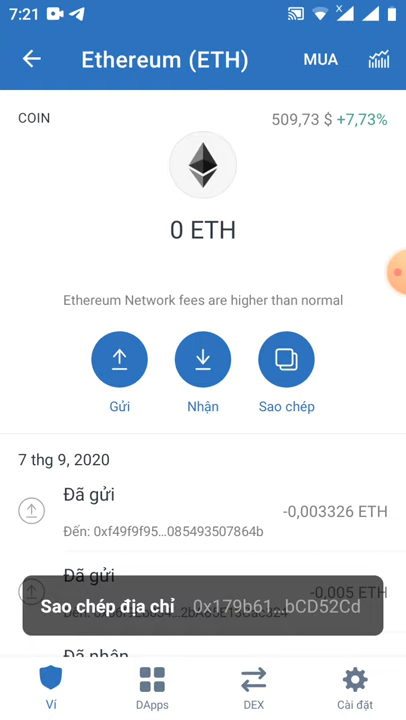 7:21
Ethereum (ETH)
MUA
COIN
509,73 $ +7,73%
0 ETH
Ethereum Network fees are higher than normal
Gửi
Nhận
Sao chép
7 thg 9, 2020
Đã gửi
-0,003326 ETH
Đến: 0xf49f9f95...085493507864b
Đã gửi
-0,005 ETH
Sao chép địa chỉ 0x179b61...bCD52Cd
Đã nhận
Ví
DApps
DEX
Cài đặt